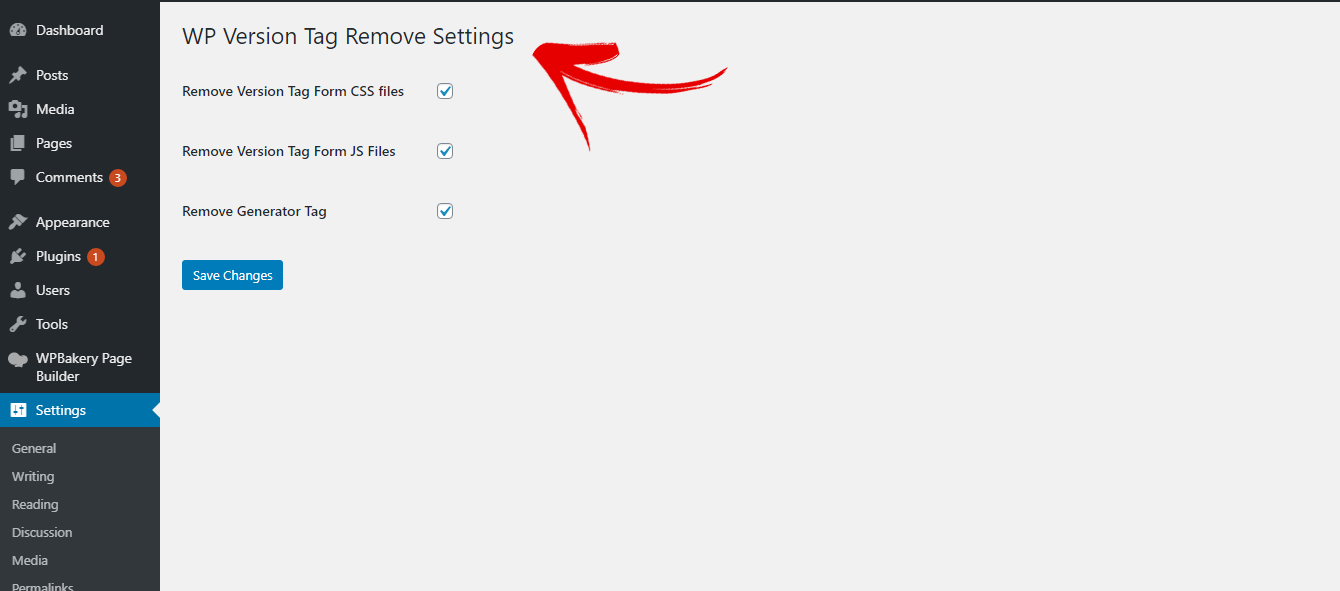 Dashboard
Posts
Media
Pages
Comments 3
Appearance
Plugins 1
Users
Tools
WPBakery Page
Builder
Settings
General
Writing
Reading
Discussion
Media
Permalinks
WP Version Tag Remove Settings
Remove Version Tag Form CSS files
Remove Version Tag Form JS Files
Remove Generator Tag
Save Changes